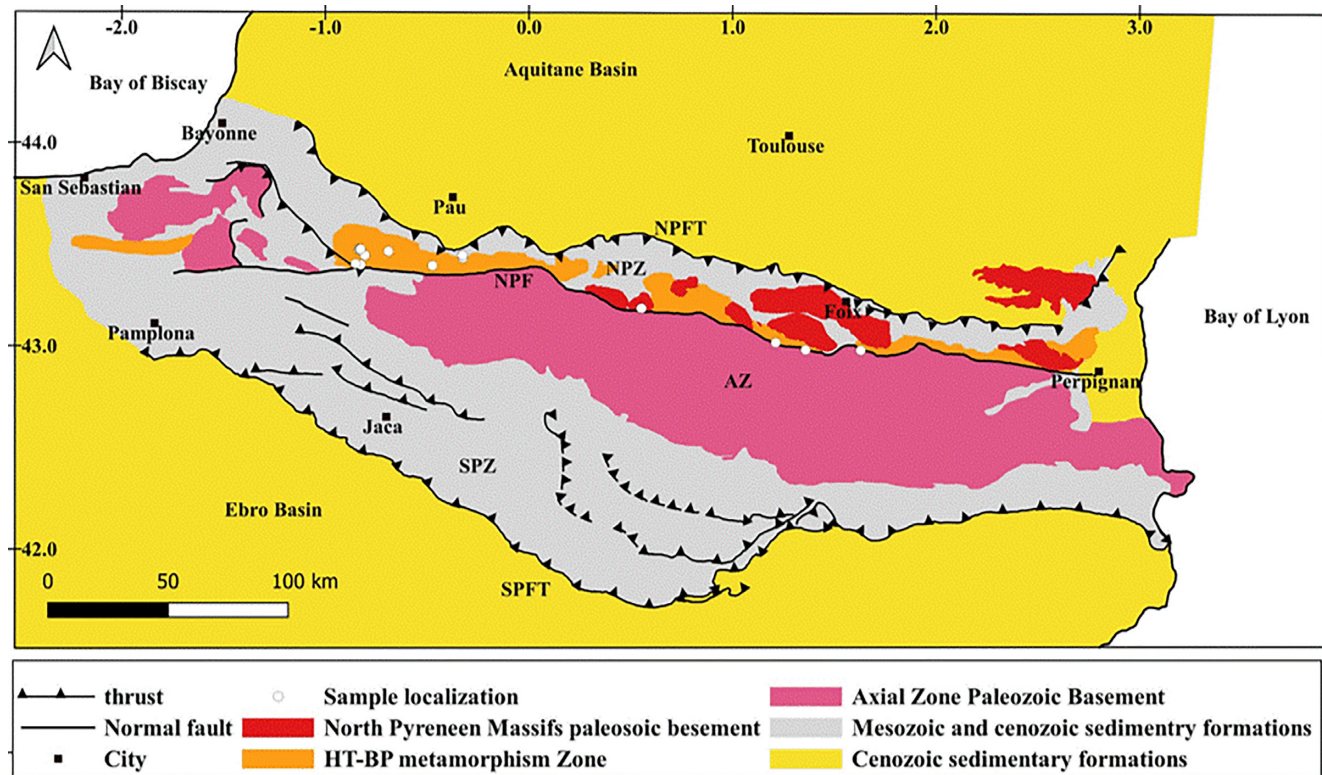 -2.0 -1.0 0.0 1.0 2.0 3.0
Aquitane Basin
Bay of Biscay
Bayonne
44.0
Toulouse
San Sebastian
Pau
NPFT
NPZ
NPF
Foix
Bay of Lyon
Pamplona
43.0
Perpignan
AZ
Jaca
SPZ
Ebro Basin
42.0
SPFT
0 50 100 km
thrust Sample localization Axial Zone Paleozoic Basement
Normal fault North Pyreneen Massifs paleosoic besement Mesozoic and cenozoic sedimentry formations
City HT-BP metamorphism Zone Cenozoic sedimentary formations